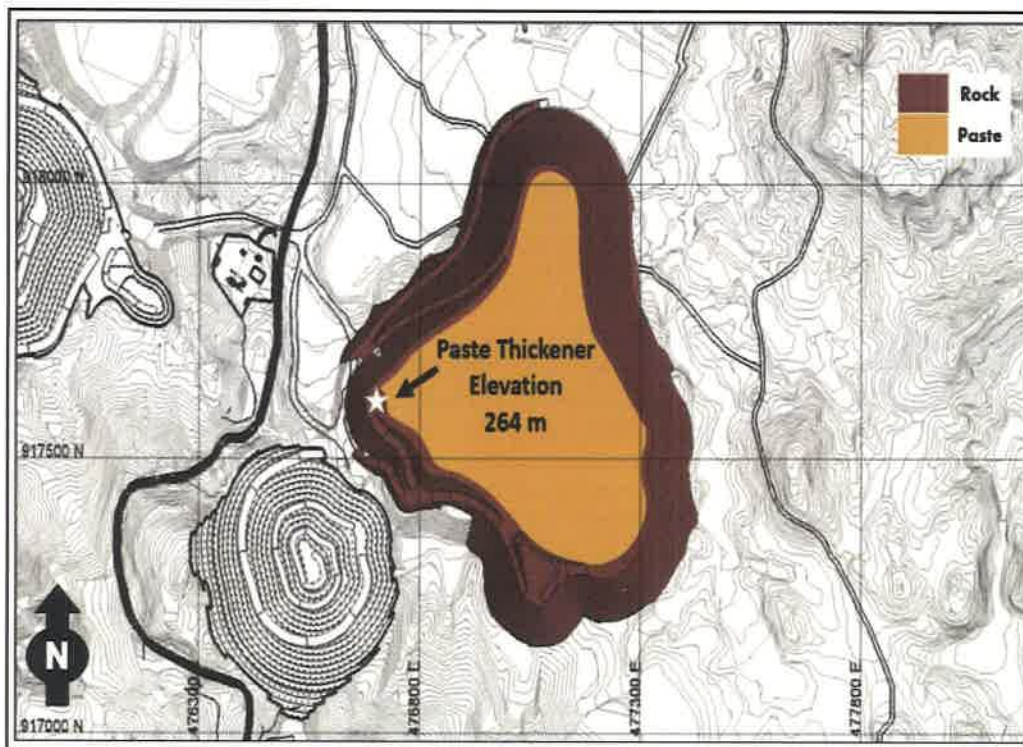 Rock
Paste
918000 N
Paste Thickener
Elevation
264 m
917500 N
N
917000 N
476300
476800 E
477300 E
477800 E